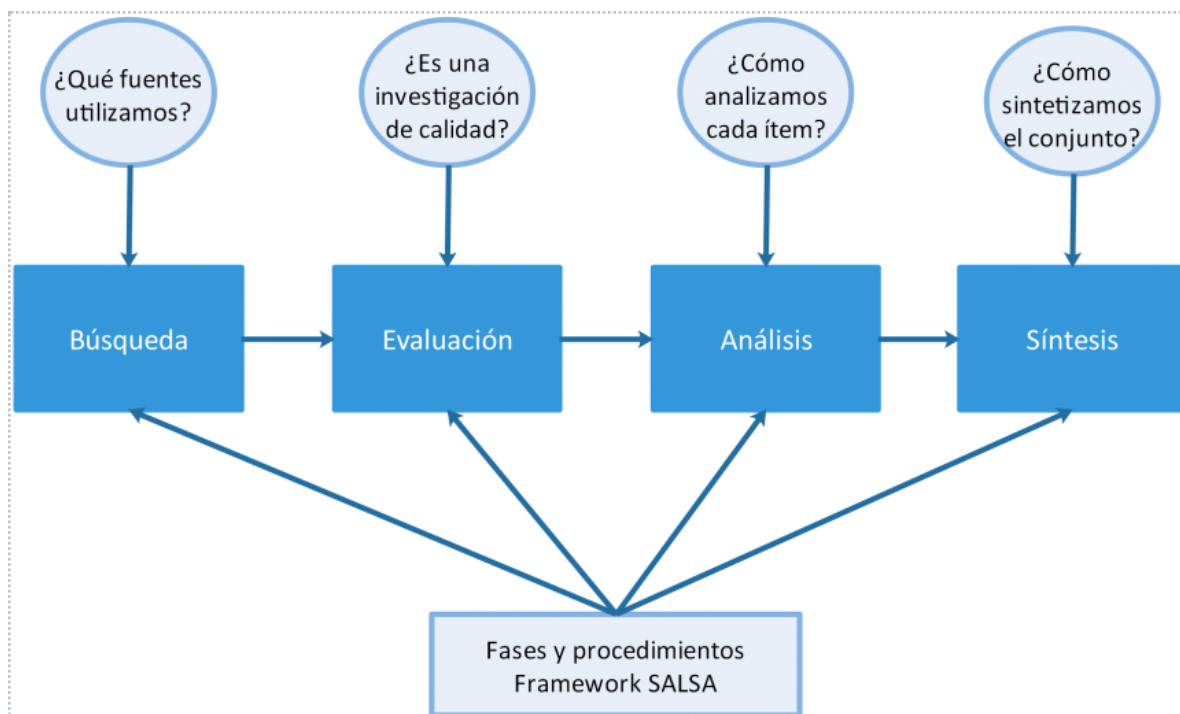 ¿Qué fuentes
utilizamos?
¿Es una
investigación
de calidad?
¿Cómo
analizamos
cada ítem?
¿Cómo
sintetizamos
el conjunto?
Búsqueda
Evaluación
Análisis
Síntesis
Fases y procedimientos
Framework SALSA